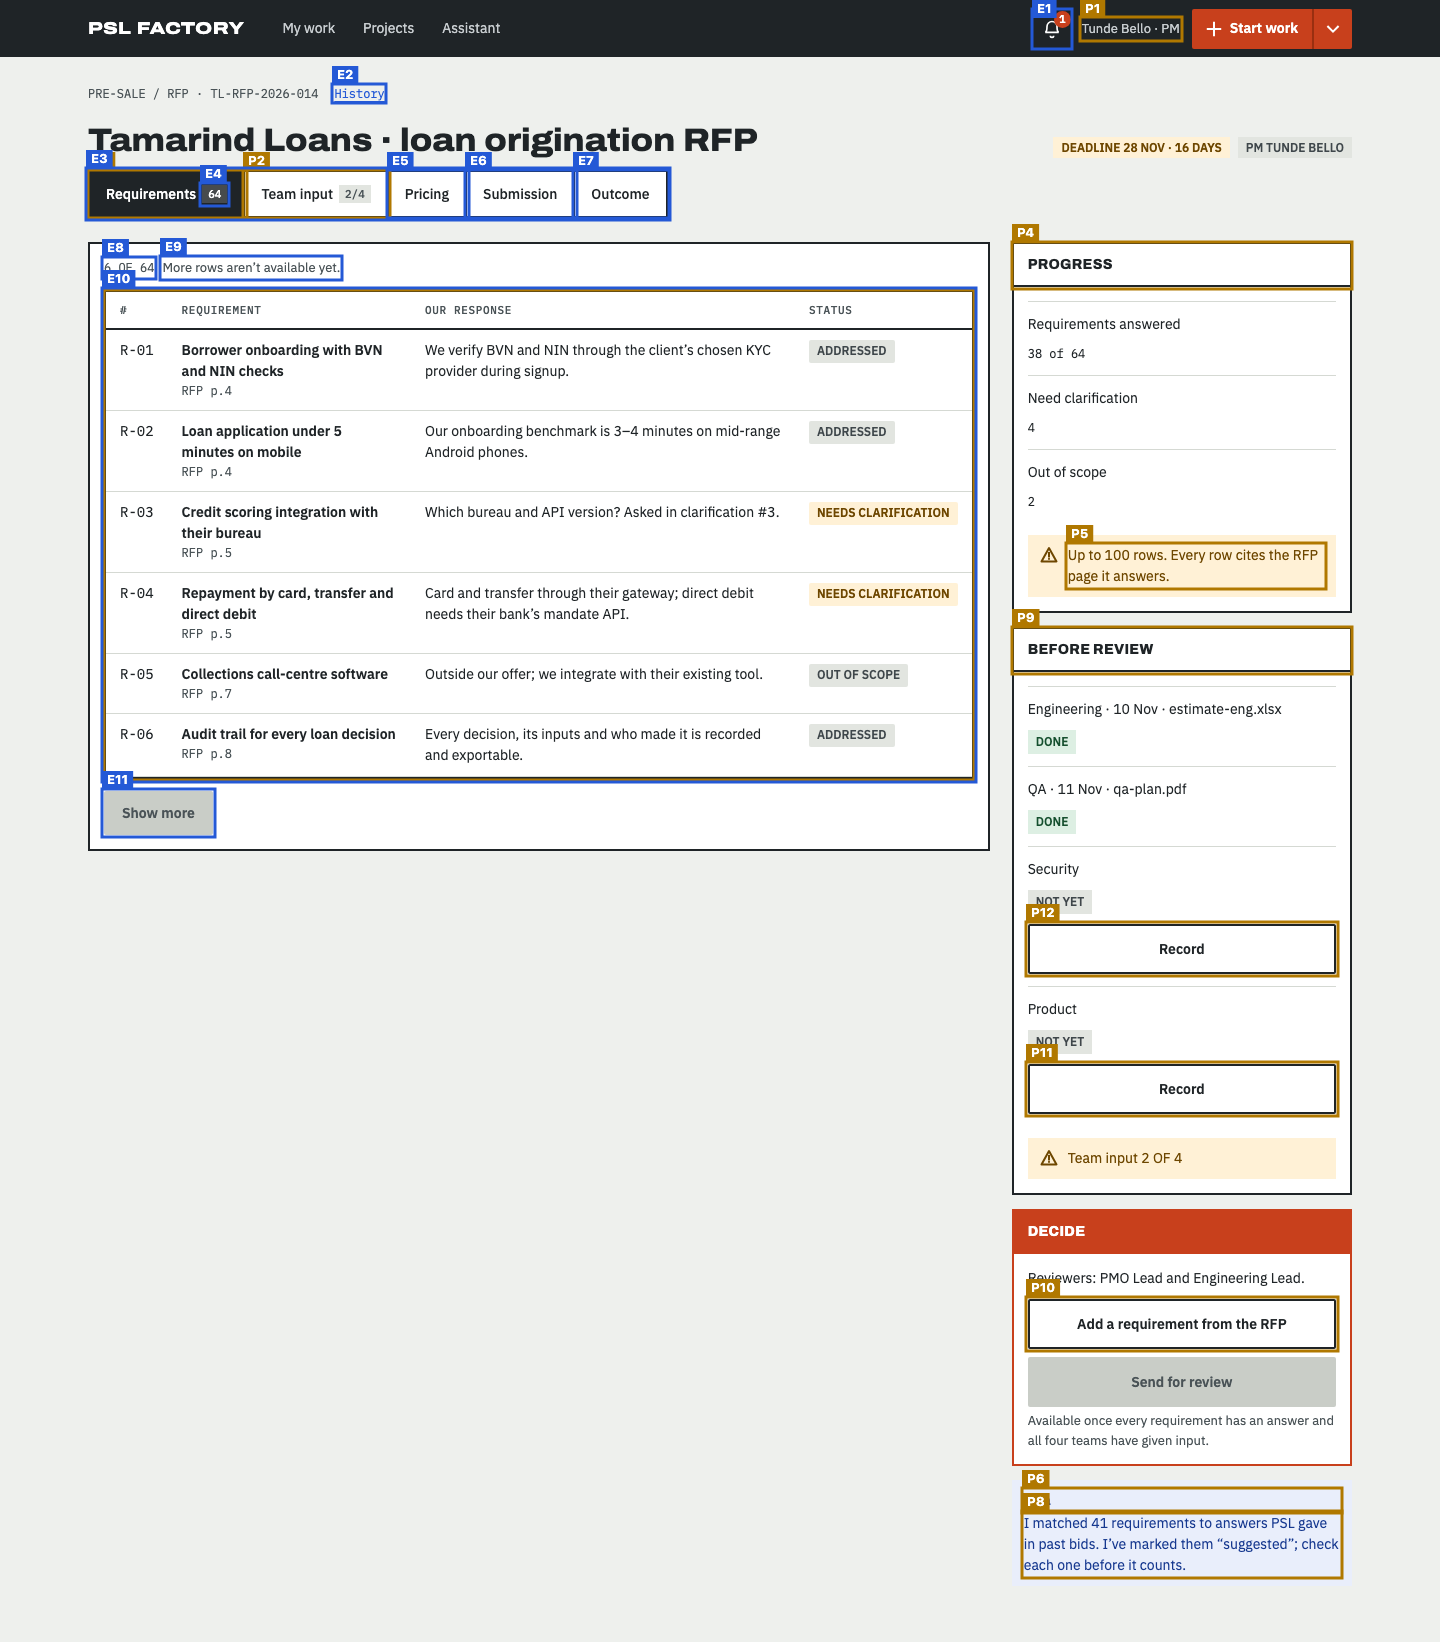 PSL FACTORY
My work
Projects
Assistant
E1
1
P1
Tunde Bello · PM
Start work
E2
PRE-SALE / RFP · TL-RFP-2026-014
History
Tamarind Loans · loan origination RFP
DEADLINE 28 NOV · 16 DAYS
PM TUNDE BELLO
E3
E4
P2
E5
E6
E7
Requirements
64
Team input
2/4
Pricing
Submission
Outcome
E8
E9
6 OF 64
More rows aren’t available yet.
E10
# REQUIREMENT OUR RESPONSE STATUS
R-01
Borrower onboarding with BVN
and NIN checks
RFP p.4
We verify BVN and NIN through the client’s chosen KYC
provider during signup.
ADDRESSED
R-02
Loan application under 5
minutes on mobile
RFP p.4
Our onboarding benchmark is 3–4 minutes on mid-range
Android phones.
ADDRESSED
R-03
Credit scoring integration with
their bureau
RFP p.5
Which bureau and API version? Asked in clarification #3.
NEEDS CLARIFICATION
R-04
Repayment by card, transfer and
direct debit
RFP p.5
Card and transfer through their gateway; direct debit
needs their bank’s mandate API.
NEEDS CLARIFICATION
R-05
Collections call-centre software
RFP p.7
Outside our offer; we integrate with their existing tool.
OUT OF SCOPE
R-06
Audit trail for every loan decision
RFP p.8
Every decision, its inputs and who made it is recorded
and exportable.
ADDRESSED
E11
Show more
P4
PROGRESS
Requirements answered
38 of 64
Need clarification
4
Out of scope
2
P5
Up to 100 rows. Every row cites the RFP
page it answers.
P9
BEFORE REVIEW
Engineering · 10 Nov · estimate-eng.xlsx
DONE
QA · 11 Nov · qa-plan.pdf
DONE
Security
NOT YET
P12
Record
Product
NOT YET
P11
Record
Team input 2 OF 4
DECIDE
Reviewers: PMO Lead and Engineering Lead.
P10
Add a requirement from the RFP
Send for review
Available once every requirement has an answer and
all four teams have given input.
P6
P8
I matched 41 requirements to answers PSL gave
in past bids. I’ve marked them “suggested”; check
each one before it counts.